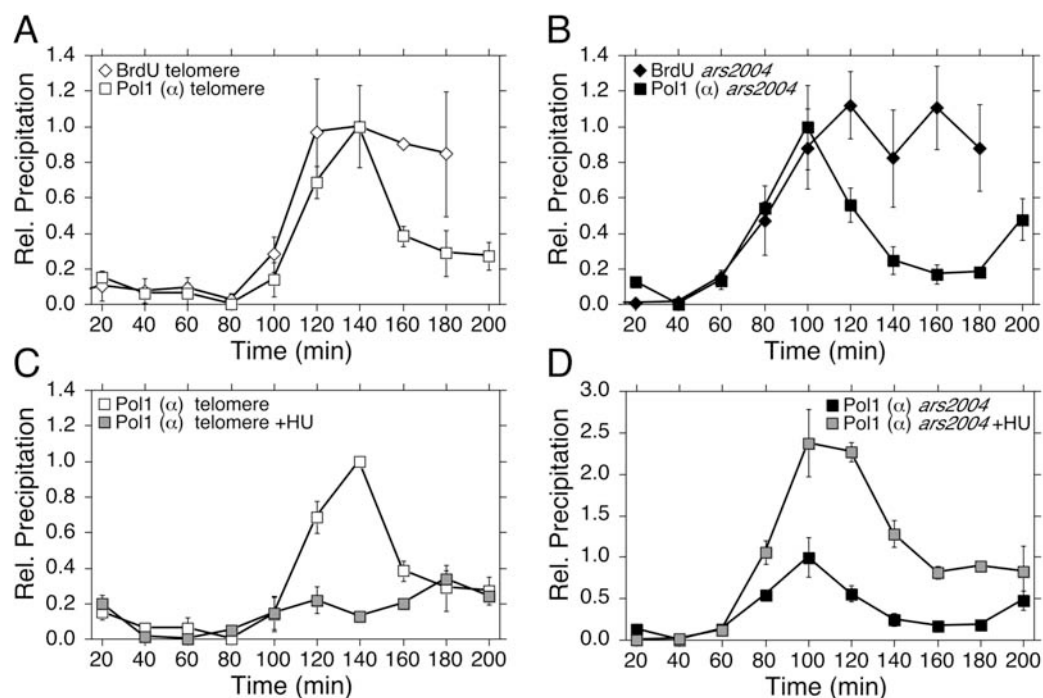 A
1.4
1.2
1.0
0.8
0.6
0.4
0.2
0.0
Rel. Precipitation
BrdU telomere
Pol1 (α) telomere
20 40 60 80 100 120 140 160 180 200
Time (min)
B
1.4
1.2
1.0
0.8
0.6
0.4
0.2
0.0
Rel. Precipitation
BrdU ars2004
Pol1 (α) ars2004
20 40 60 80 100 120 140 160 180 200
Time (min)
C
1.4
1.2
1.0
0.8
0.6
0.4
0.2
0.0
Rel. Precipitation
Pol1 (α) telomere
Pol1 (α) telomere +HU
20 40 60 80 100 120 140 160 180 200
Time (min)
D
3.0
2.5
2.0
1.5
1.0
0.5
0.0
Rel. Precipitation
Pol1 (α) ars2004
Pol1 (α) ars2004 +HU
20 40 60 80 100 120 140 160 180 200
Time (min)